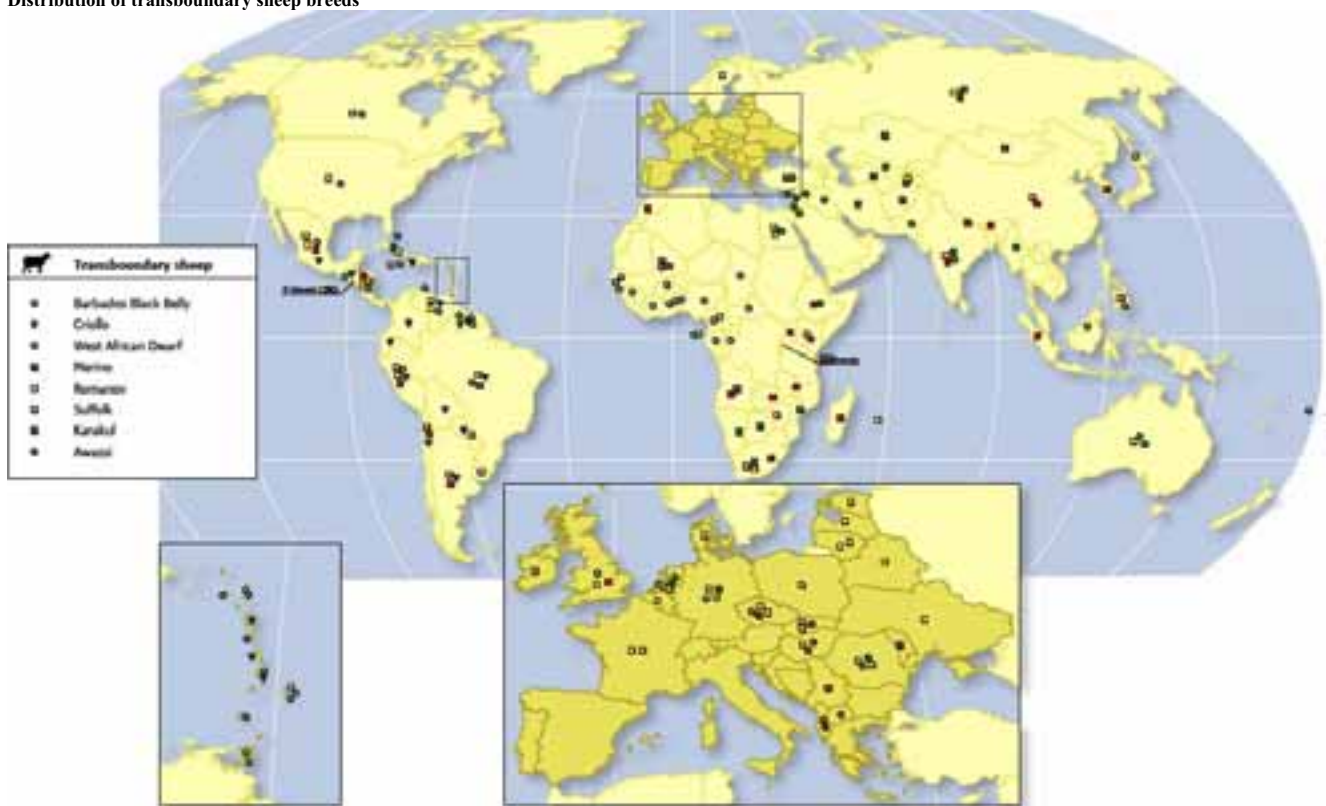 Distribution of transboundary sheep breeds
Transboundary sheep
Barbados Black Belly
Criollo
West African Dwarf
Merino
Romanov
Suffolk
Karakul
Awassi